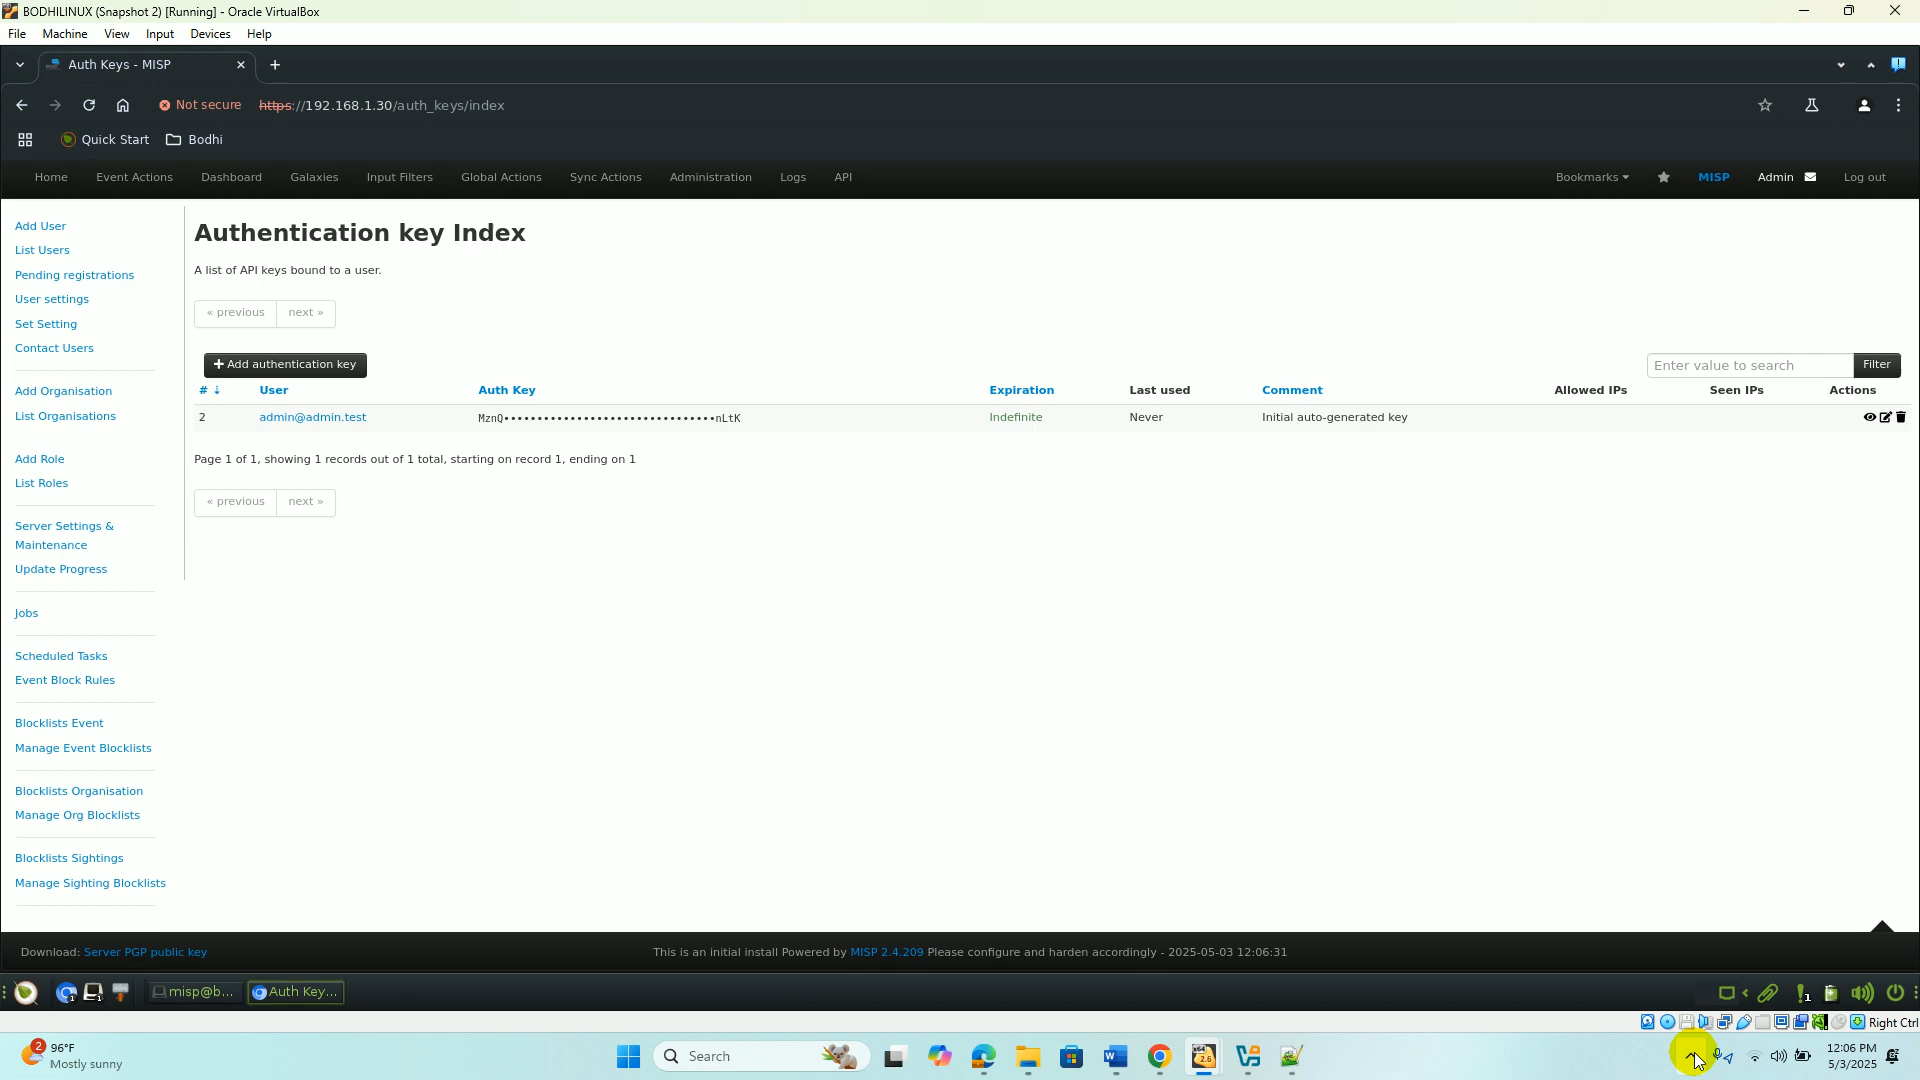 BODHILINUX (Snapshot 2) [Running] - Oracle VirtualBox
File Machine View Input Devices Help
Auth Keys - MISP
Not secure https://192.168.1.30/auth_keys/index
Quick Start Bodhi
Home Event Actions Dashboard Galaxies Input Filters Global Actions Sync Actions Administration Logs API Bookmarks MISP Admin Log out
Add User
List Users
Pending registrations
User settings
Set Setting
Contact Users
Add Organisation
List Organisations
Add Role
List Roles
Server Settings &
Maintenance
Update Progress
Jobs
Scheduled Tasks
Event Block Rules
Blocklists Event
Manage Event Blocklists
Blocklists Organisation
Manage Org Blocklists
Blocklists Sightings
Manage Sighting Blocklists
Authentication key Index
A list of API keys bound to a user.
« previous next »
+ Add authentication key
Enter value to search Filter
# ↓ User Auth Key Expiration Last used Comment Allowed IPs Seen IPs Actions
2 admin@admin.test MznQ••••••••••••••••••••••••••••••••nLtK Indefinite Never Initial auto-generated key
Page 1 of 1, showing 1 records out of 1 total, starting on record 1, ending on 1
« previous next »
Download: Server PGP public key This is an initial install Powered by MISP 2.4.209 Please configure and harden accordingly - 2025-05-03 12:06:31
misp@b... Auth Key...
Right Ctrl
2 96°F
Mostly sunny
Search
x64
2.6
12:06 PM
5/3/2025